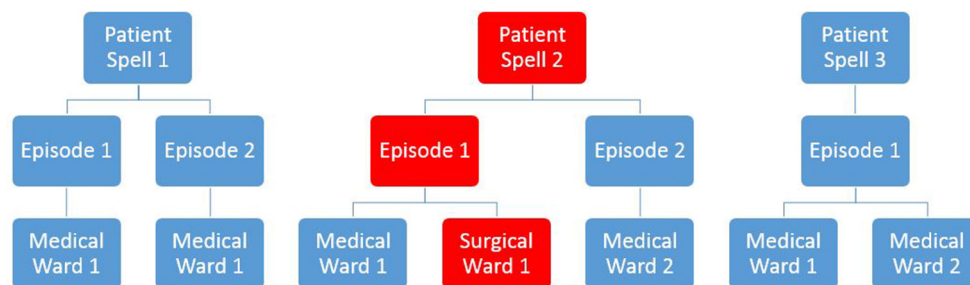 Patient
Spell 1
Patient
Spell 2
Patient
Spell 3
Episode 1
Episode 2
Episode 1
Episode 2
Episode 1
Medical
Ward 1
Medical
Ward 1
Medical
Ward 1
Surgical
Ward 1
Medical
Ward 2
Medical
Ward 1
Medical
Ward 2